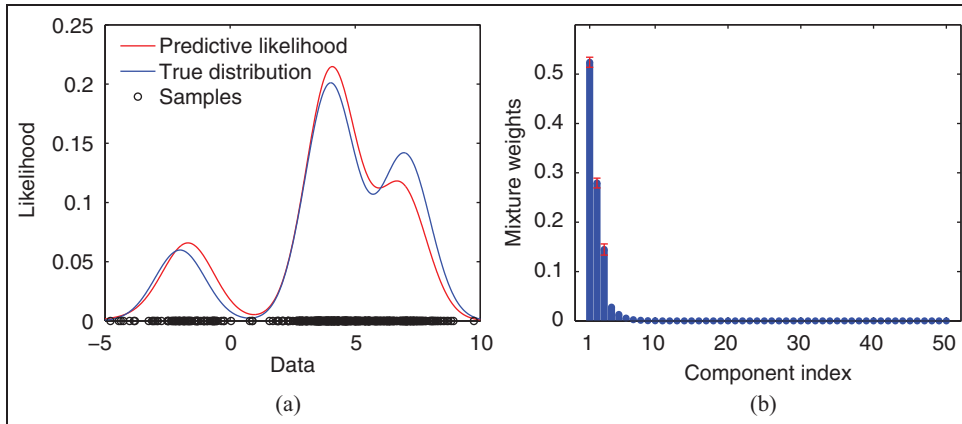 0.25
0.2
0.15
0.1
0.05
0
Likelihood
Predictive likelihood
True distribution
Samples
−5
0
5
10
Data
(a)
0.5
0.4
0.3
0.2
0.1
0
Mixture weights
1
10
20
30
40
50
Component index
(b)